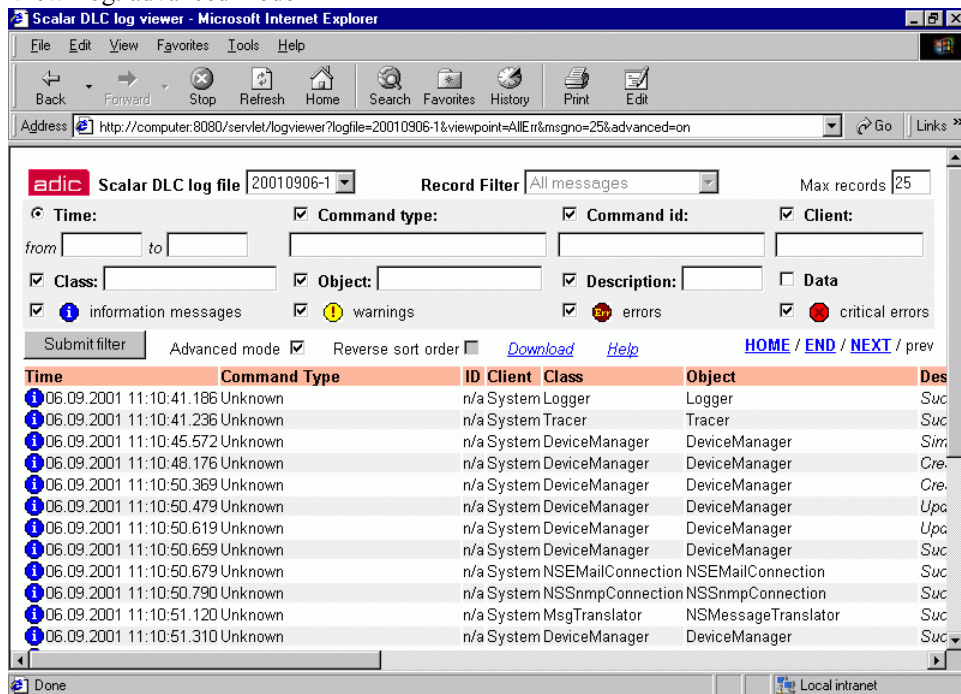 Scalar DLC log viewer - Microsoft Internet Explorer
File Edit View Favorites Tools Help
Back Forward Stop Refresh Home Search Favorites History Print Edit
Address http://computer:8080/servlet/logviewer?logfile=20010906-1&viewpoint=AllErr&msgno=25&advanced=on Go Links »
adic Scalar DLC log file 20010906-1 Record Filter All messages Max records 25
Time: Command type: Command id: Client:
from to
Class: Object: Description: Data
i information messages ! warnings Err errors critical errors
Submit filter Advanced mode Reverse sort order Download Help HOME / END / NEXT / prev
Time Command Type ID Client Class Object Des
06.09.2001 11:10:41.186 Unknown n/a System Logger Logger Suc
06.09.2001 11:10:41.236 Unknown n/a System Tracer Tracer Suc
06.09.2001 11:10:45.572 Unknown n/a System DeviceManager DeviceManager Sim
06.09.2001 11:10:48.176 Unknown n/a System DeviceManager DeviceManager Cre
06.09.2001 11:10:50.369 Unknown n/a System DeviceManager DeviceManager Cre
06.09.2001 11:10:50.479 Unknown n/a System DeviceManager DeviceManager Upd
06.09.2001 11:10:50.619 Unknown n/a System DeviceManager DeviceManager Upd
06.09.2001 11:10:50.659 Unknown n/a System DeviceManager DeviceManager Suc
06.09.2001 11:10:50.679 Unknown n/a System NSEMailConnection NSEMailConnection Suc
06.09.2001 11:10:50.790 Unknown n/a System NSSnmpConnection NSSnmpConnection Suc
06.09.2001 11:10:51.120 Unknown n/a System MsgTranslator NSMessageTranslator Suc
06.09.2001 11:10:51.310 Unknown n/a System DeviceManager DeviceManager Suc
Done Local intranet